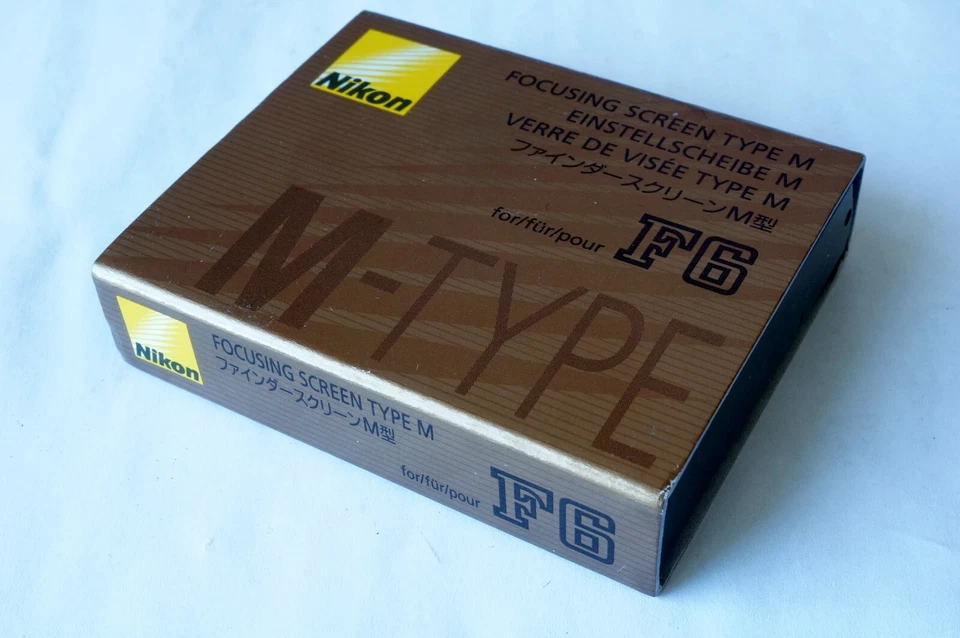 Nikon
FOCUSING SCREEN TYPE M
EINSTELLSCHEIBE M
VERRE DE VISÉE TYPE M
ファインダースクリーンM型
for/für/pour F6
M-TYPE
Nikon
FOCUSING SCREEN TYPE M
ファインダースクリーンM型
for/für/pour F6